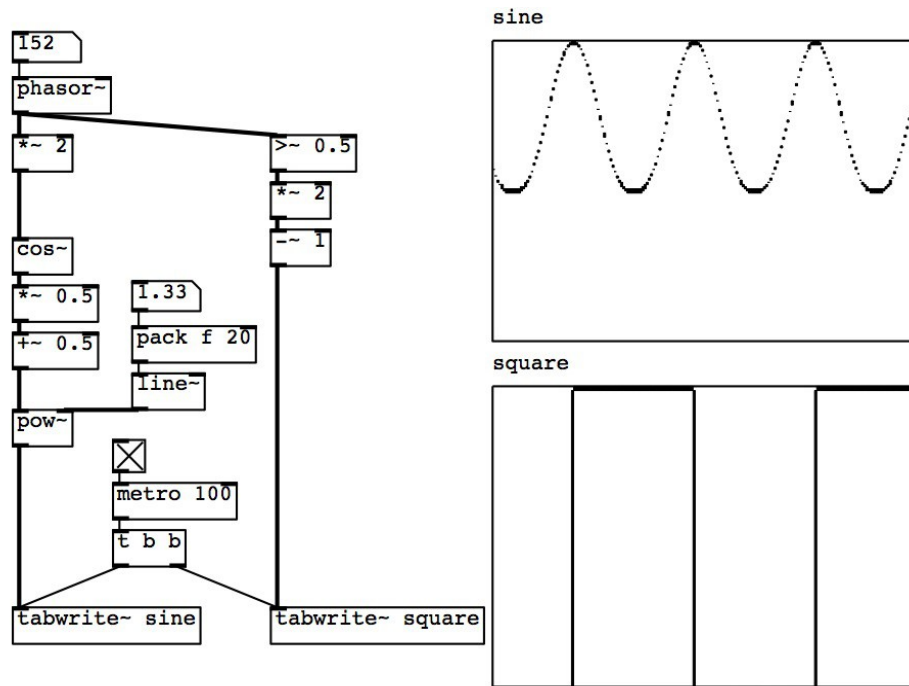 152
phasor~
*~ 2
cos~
*~ 0.5
+~ 0.5
pow~
1.33
pack f 20
line~
metro 100
t b b
tabwrite~ sine
>~ 0.5
*~ 2
-~ 1
tabwrite~ square
sine
square